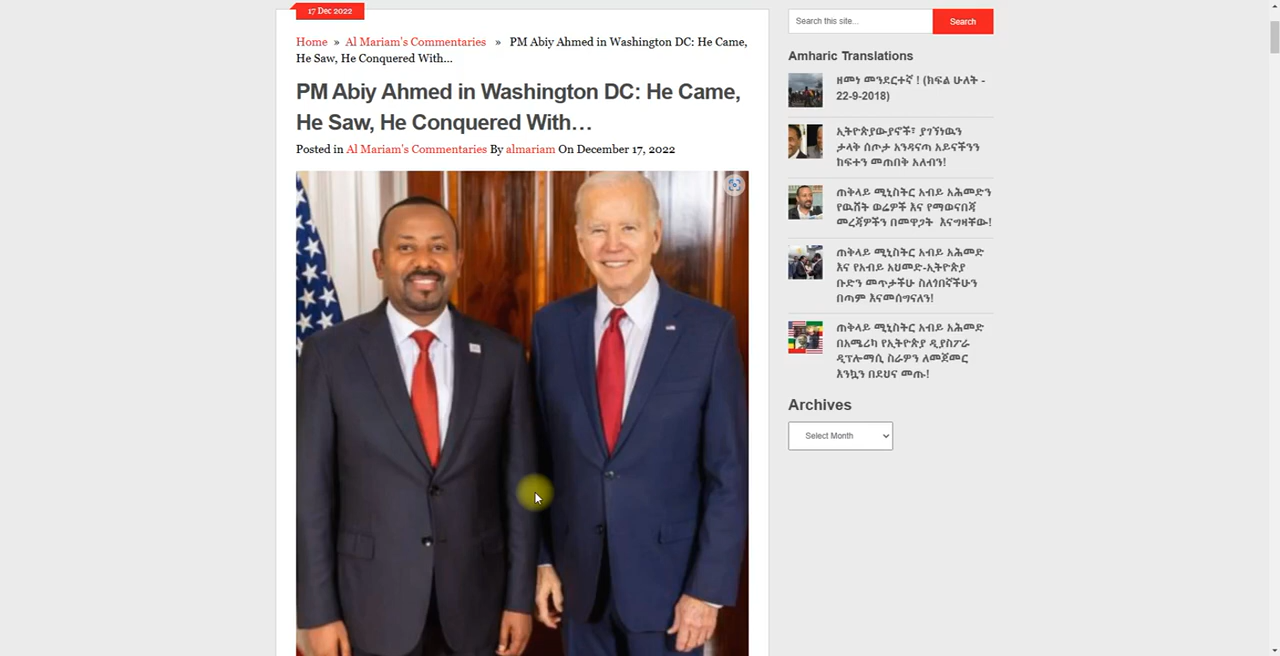 17 Dec 2022
Home » Al Mariam's Commentaries » PM Abiy Ahmed in Washington DC: He Came,
He Saw, He Conquered With...
PM Abiy Ahmed in Washington DC: He Came,
He Saw, He Conquered With…
Posted in Al Mariam's Commentaries By almariam On December 17, 2022
Search this site...
Search
Amharic Translations
ዘመነ መንደርተኛ ! (ክፍል ሁለት -
22-9-2018)
ኢትዮጵያውያኖች፣ ያገኘነዉን
ታላቅ ሰጦታ እንዳናጣ አይናችንን
ከፍተን መጠበቅ አለብን!
ጠቅላይ ሚኒስትር አብይ አሕመድን
የዉሸት ወሬዎች እና የማወናበጃ
መረጃዎችን በመዋጋት እናግዛቸው!
ጠቅላይ ሚኒስትር አብይ አሕመድ
እና የአብይ አህመድ-ኢትዮጵያ
ቡድን መጥታችሁ ስለጎበኛችሁን
በጣም እናመሰግናለን!
ጠቅላይ ሚኒስትር አብይ አሕመድ
በአሜሪካ የኢትዮጵያ ዲያስፖራ
ዲፕሎማሲ ስራዎን ለመጀመር
እንኳን በደህና መጡ!
Archives
Select Month